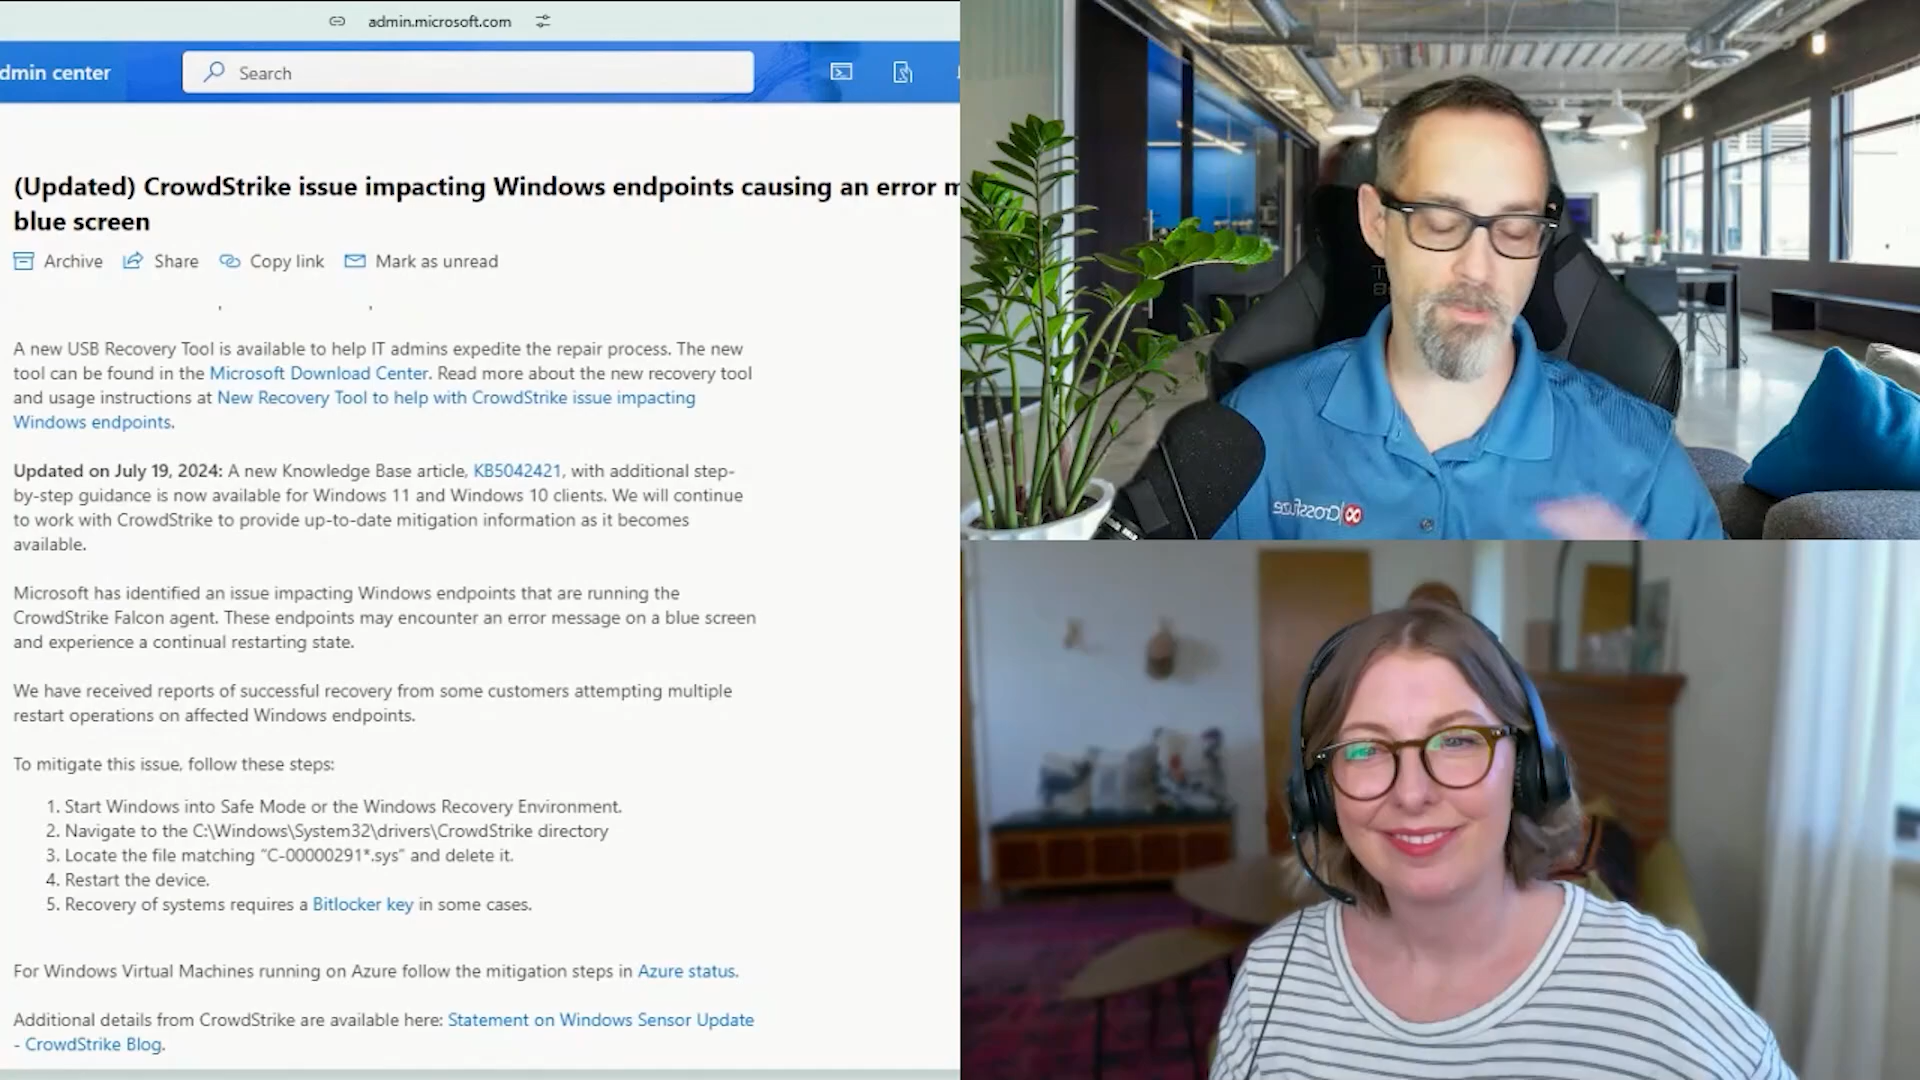 admin.microsoft.com
dmin center
Search
(Updated) CrowdStrike issue impacting Windows endpoints causing an error m
blue screen
Archive Share Copy link Mark as unread
A new USB Recovery Tool is available to help IT admins expedite the repair process. The new
tool can be found in the Microsoft Download Center. Read more about the new recovery tool
and usage instructions at New Recovery Tool to help with CrowdStrike issue impacting
Windows endpoints.
Updated on July 19, 2024: A new Knowledge Base article, KB5042421, with additional step-
by-step guidance is now available for Windows 11 and Windows 10 clients. We will continue
to work with CrowdStrike to provide up-to-date mitigation information as it becomes
available.
Microsoft has identified an issue impacting Windows endpoints that are running the
CrowdStrike Falcon agent. These endpoints may encounter an error message on a blue screen
and experience a continual restarting state.
We have received reports of successful recovery from some customers attempting multiple
restart operations on affected Windows endpoints.
To mitigate this issue, follow these steps:
1. Start Windows into Safe Mode or the Windows Recovery Environment.
2. Navigate to the C:\Windows\System32\drivers\CrowdStrike directory
3. Locate the file matching "C-00000291*.sys" and delete it.
4. Restart the device.
5. Recovery of systems requires a Bitlocker key in some cases.
For Windows Virtual Machines running on Azure follow the mitigation steps in Azure status.
Additional details from CrowdStrike are available here: Statement on Windows Sensor Update
- CrowdStrike Blog.
Crossfuze